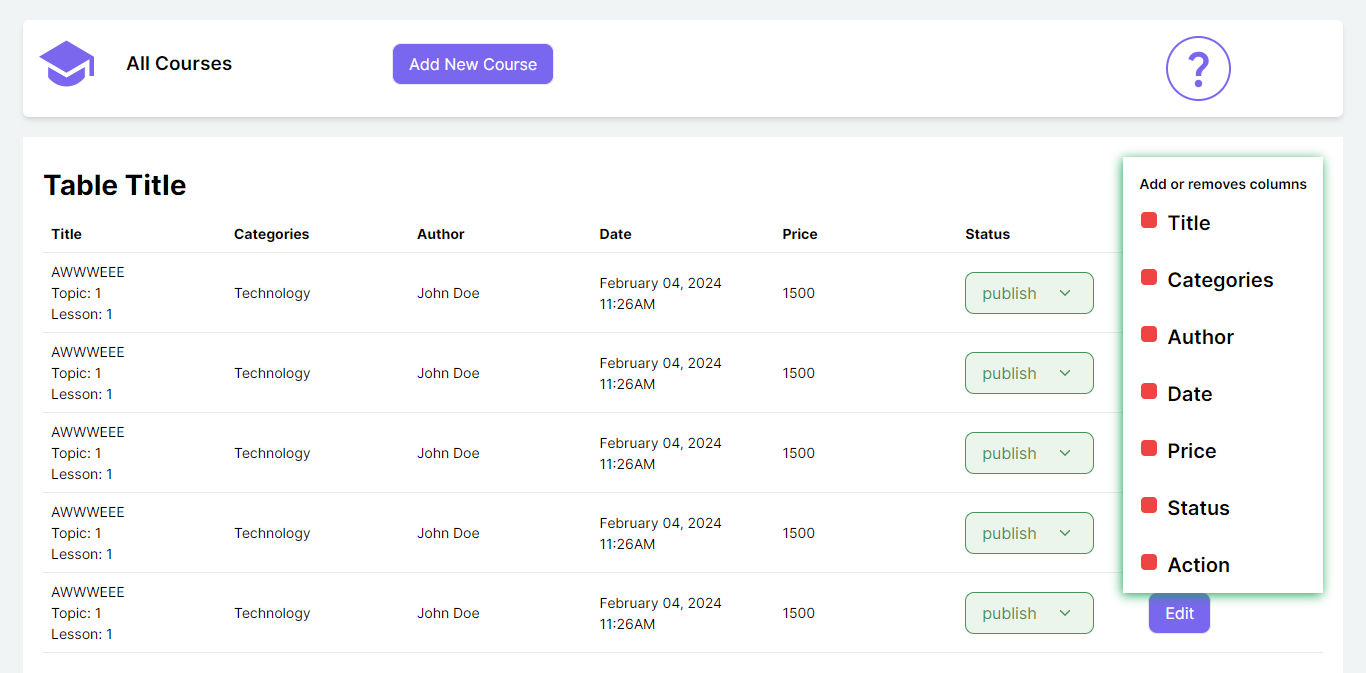 All Courses
Add New Course
?
Table Title
Add or removes columns
Title
Categories
Author
Date
Price
Status
Action
Title Categories Author Date Price Status
AWWWEEE
Topic: 1
Lesson: 1
Technology
John Doe
February 04, 2024
11:26AM
1500
publish
AWWWEEE
Topic: 1
Lesson: 1
Technology
John Doe
February 04, 2024
11:26AM
1500
publish
AWWWEEE
Topic: 1
Lesson: 1
Technology
John Doe
February 04, 2024
11:26AM
1500
publish
AWWWEEE
Topic: 1
Lesson: 1
Technology
John Doe
February 04, 2024
11:26AM
1500
publish
AWWWEEE
Topic: 1
Lesson: 1
Technology
John Doe
February 04, 2024
11:26AM
1500
publish
Edit